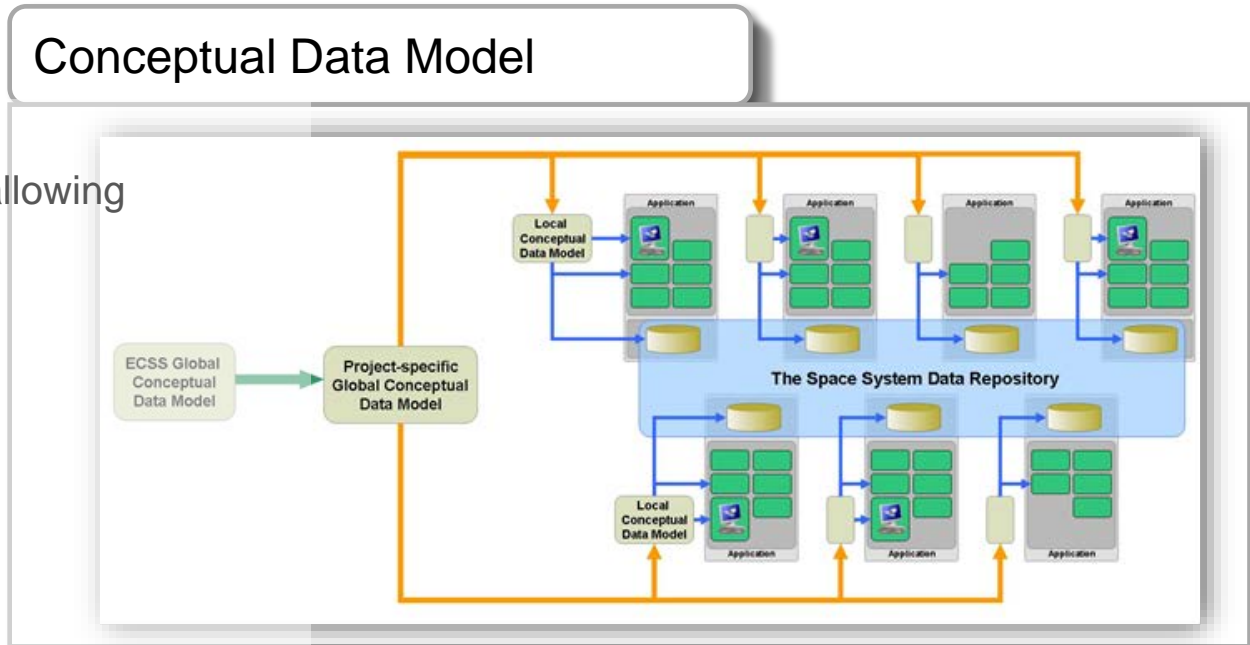 Conceptual Data Model
allowing
Application
Application
Application
Application
Local
Conceptual
Data Model
ECSS Global
Conceptual
Data Model
Project-specific
Global Conceptual
Data Model
The Space System Data Repository
Local
Conceptual
Data Model
Application
Application
Application